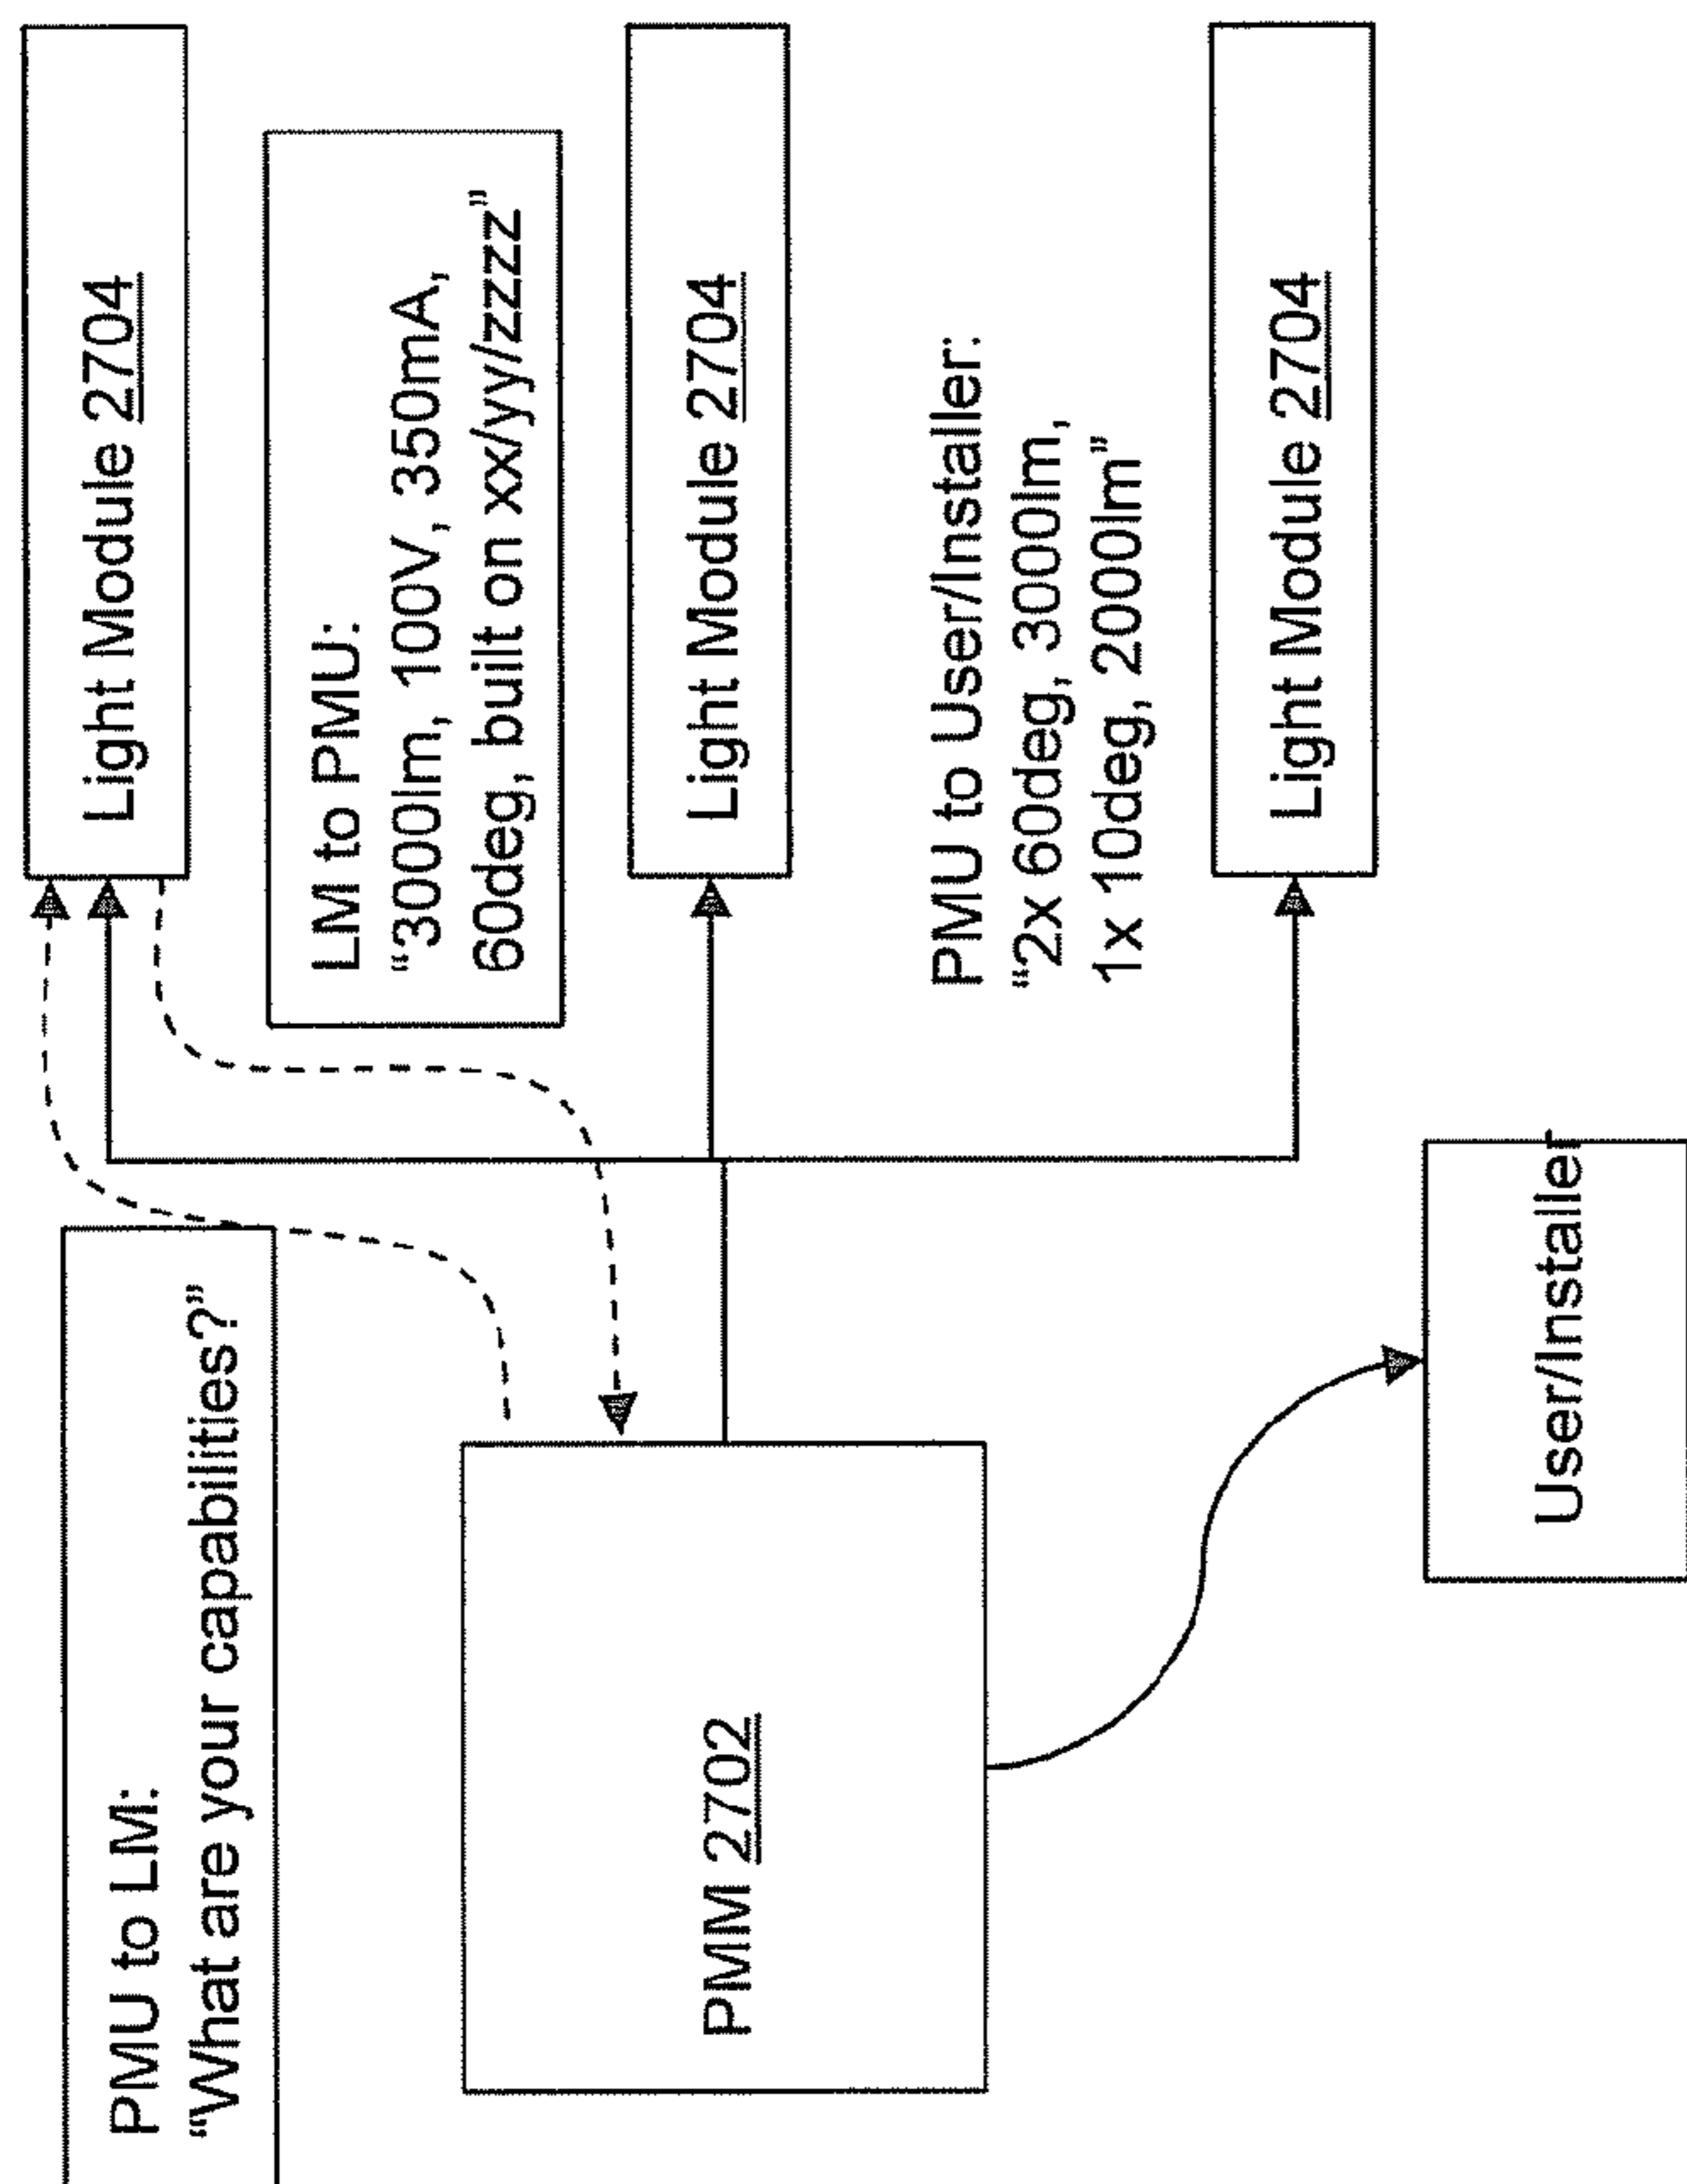 PMU to LM:
“What are your capabilities?”
Light Module 2704
LM to PMU:
“3000lm, 100V, 350mA,
60deg, built on xx/yy/zzzz”
PMM 2702
Light Module 2704
PMU to User/Installer:
“2x 60deg, 3000lm,
1x 10deg, 2000lm”
Light Module 2704
User/Installer